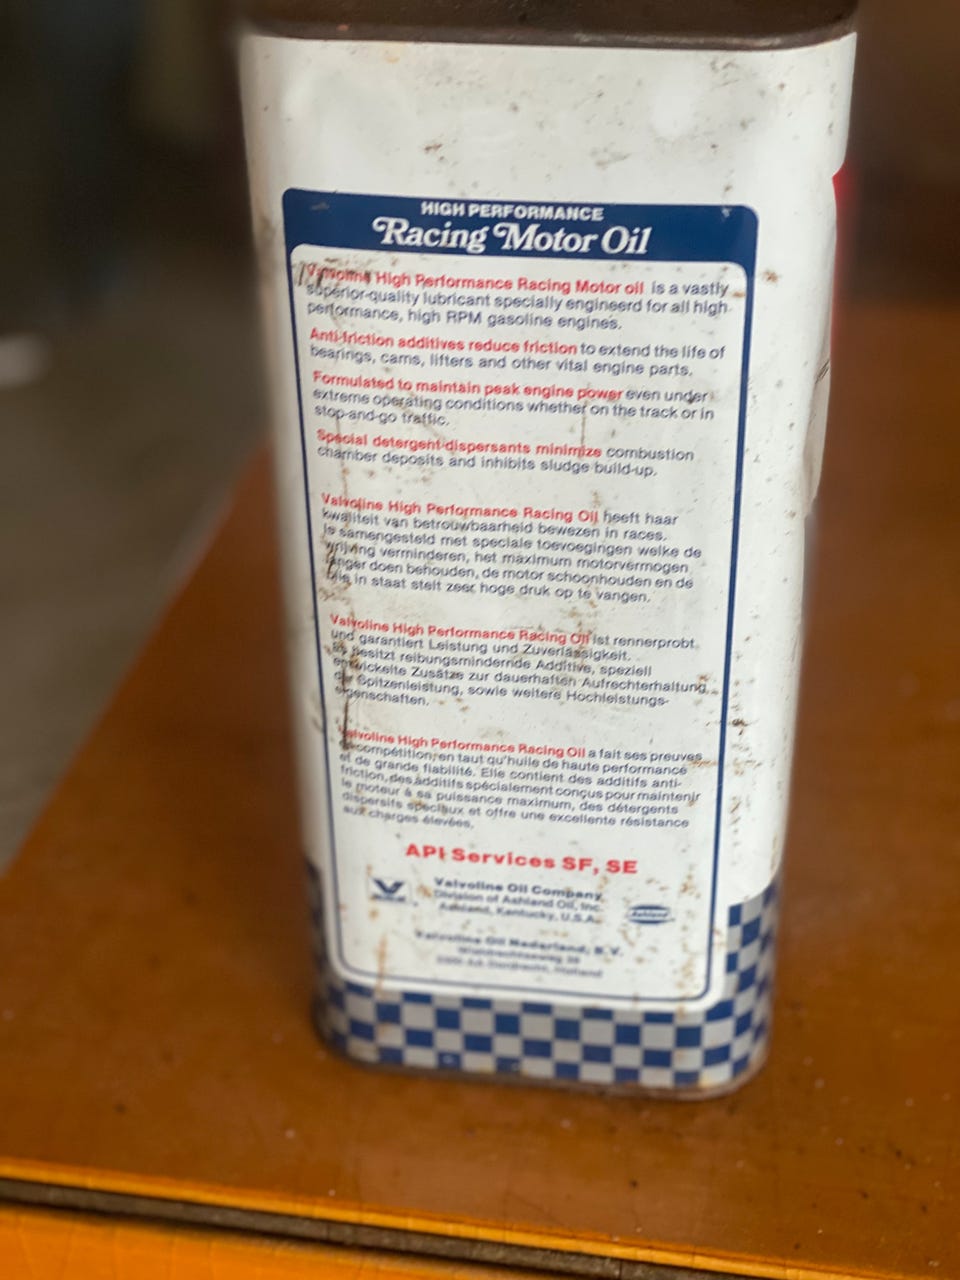 HIGH PERFORMANCE
Racing Motor Oil
Valvoline High Performance Racing Motor oil is a vastly
superior-quality lubricant specially engineerd for all high
performance, high RPM gasoline engines.
Anti-friction additives reduce friction to extend the life of
bearings, cams, lifters and other vital engine parts.
Formulated to maintain peak engine power even under
extreme operating conditions whether on the track or in
stop-and-go traffic.
Special detergent-dispersants minimize combustion
chamber deposits and inhibits sludge build-up.
Valvoline High Performance Racing Oil heeft haar
kwaliteit van betrouwbaarheid bewezen in races.
Is samengesteld met speciale toevoegingen welke de
wrijving verminderen, het maximum motorvermogen
langer doen behouden, de motor schoonhouden en de
olie in staat stelt zeer hoge druk op te vangen.
Valvoline High Performance Racing Oil ist rennerprobt
und garantiert Leistung und Zuverlässigkeit.
Es besitzt reibungsmindernde Additive, speziell
entwickelte Zusätze zur dauerhaften Aufrechterhaltung
der Spitzenleistung, sowie weitere Hochleistungs-
eigenschaften.
Valvoline High Performance Racing Oil a fait ses preuves
compétition, en taut qu'huile de haute performance
et de grande fiabilité. Elle contient des additifs anti-
friction, des additifs spécialement conçus pour maintenir
le moteur à sa puissance maximum, des détergents
dispersifs spéciaux et offre une excellente résistance
aux charges élevées.
API Services SF, SE
Valvoline Oil Company
Division of Ashland Oil, Inc.
Ashland, Kentucky, U.S.A.
Ashland
Valvoline Oil Nederland, B.V.
Dordrecht, Holland